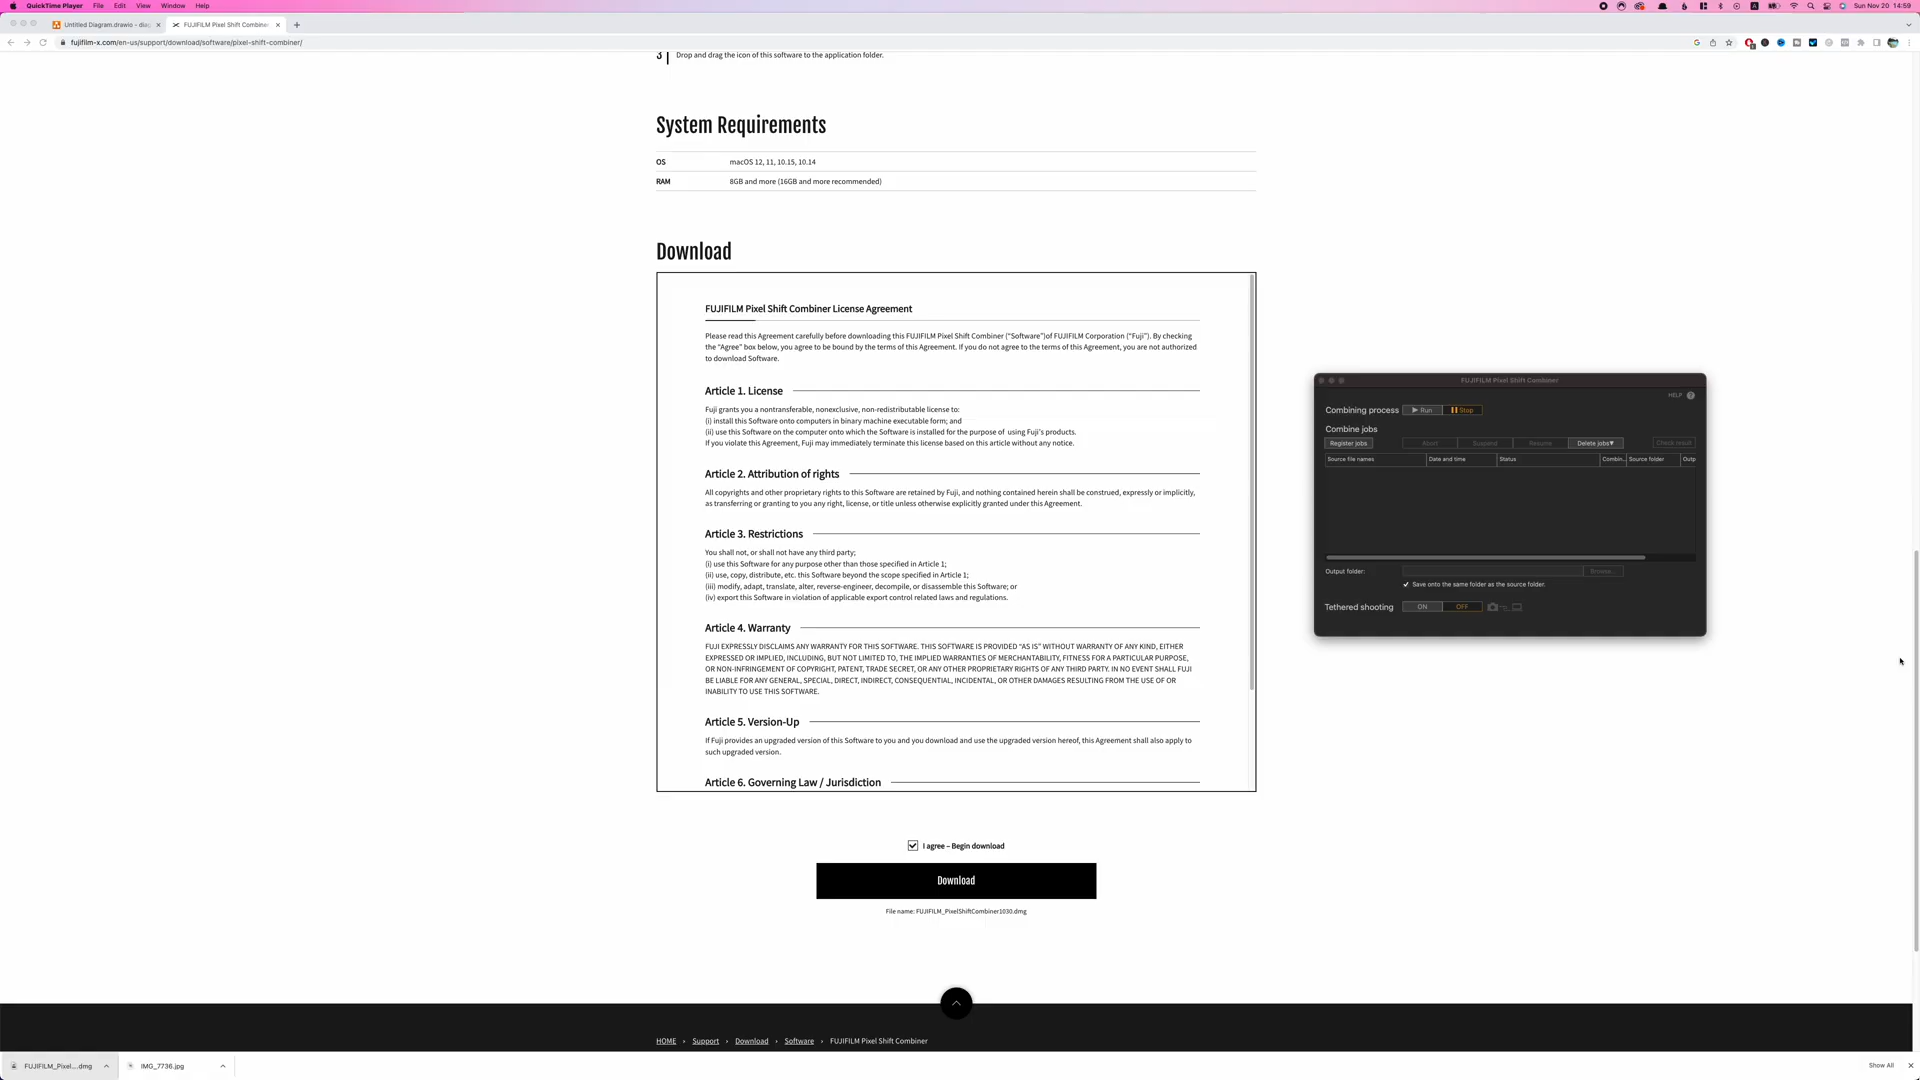 QuickTime Player File Edit View Window Help
Sun Nov 20 14:59
Untitled Diagram.drawio - diag
FUJIFILM Pixel Shift Combiner
fujifilm-x.com/en-us/support/download/software/pixel-shift-combiner/
3 Drop and drag the icon of this software to the application folder.
System Requirements
OS macOS 12, 11, 10.15, 10.14
RAM 8GB and more (16GB and more recommended)
Download
FUJIFILM Pixel Shift Combiner License Agreement
Please read this Agreement carefully before downloading this FUJIFILM Pixel Shift Combiner (“Software”)of FUJIFILM Corporation (“Fuji”). By checking
the “Agree” box below, you agree to be bound by the terms of this Agreement. If you do not agree to the terms of this Agreement, you are not authorized
to download Software.
Article 1. License
Fuji grants you a nontransferable, nonexclusive, non-redistributable license to:
(i) install this Software onto computers in binary machine executable form; and
(ii) use this Software on the computer onto which the Software is installed for the purpose of using Fuji’s products.
If you violate this Agreement, Fuji may immediately terminate this license based on this article without any notice.
Article 2. Attribution of rights
All copyrights and other proprietary rights to this Software are retained by Fuji, and nothing contained herein shall be construed, expressly or implicitly,
as transferring or granting to you any right, license, or title unless otherwise explicitly granted under this Agreement.
Article 3. Restrictions
You shall not, or shall not have any third party;
(i) use this Software for any purpose other than those specified in Article 1;
(ii) use, copy, distribute, etc. this Software beyond the scope specified in Article 1;
(iii) modify, adapt, translate, alter, reverse-engineer, decompile, or disassemble this Software; or
(iv) export this Software in violation of applicable export control related laws and regulations.
Article 4. Warranty
FUJI EXPRESSLY DISCLAIMS ANY WARRANTY FOR THIS SOFTWARE. THIS SOFTWARE IS PROVIDED “AS IS” WITHOUT WARRANTY OF ANY KIND, EITHER
EXPRESSED OR IMPLIED, INCLUDING, BUT NOT LIMITED TO, THE IMPLIED WARRANTIES OF MERCHANTABILITY, FITNESS FOR A PARTICULAR PURPOSE,
OR NON-INFRINGEMENT OF COPYRIGHT, PATENT, TRADE SECRET, OR ANY OTHER PROPRIETARY RIGHTS OF ANY THIRD PARTY. IN NO EVENT SHALL FUJI
BE LIABLE FOR ANY GENERAL, SPECIAL, DIRECT, INDIRECT, CONSEQUENTIAL, INCIDENTAL, OR OTHER DAMAGES RESULTING FROM THE USE OF OR
INABILITY TO USE THIS SOFTWARE.
Article 5. Version-Up
If Fuji provides an upgraded version of this Software to you and you download and use the upgraded version hereof, this Agreement shall also apply to
such upgraded version.
Article 6. Governing Law / Jurisdiction
I agree – Begin download
Download
File name: FUJIFILM_PixelShiftCombiner1030.dmg
FUJIFILM Pixel Shift Combiner
HELP ?
Combining process Run Stop
Combine jobs
Register jobs Abort Suspend Resume Delete jobs▼ Check result
Source file names Date and time Status Combin.. Source folder Outp
Output folder: Browse...
Save onto the same folder as the source folder.
Tethered shooting ON OFF
HOME › Support › Download › Software › FUJIFILM Pixel Shift Combiner
FUJIFILM_Pixel....dmg
IMG_7736.jpg
Show All